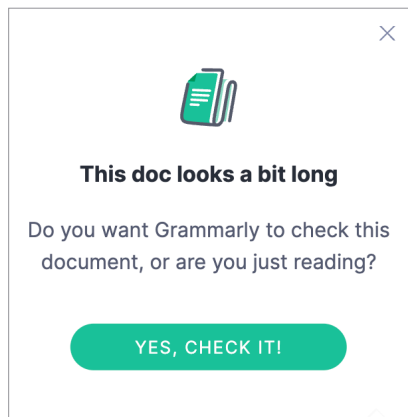 This doc looks a bit long
Do you want Grammarly to check this
document, or are you just reading?
YES, CHECK IT!